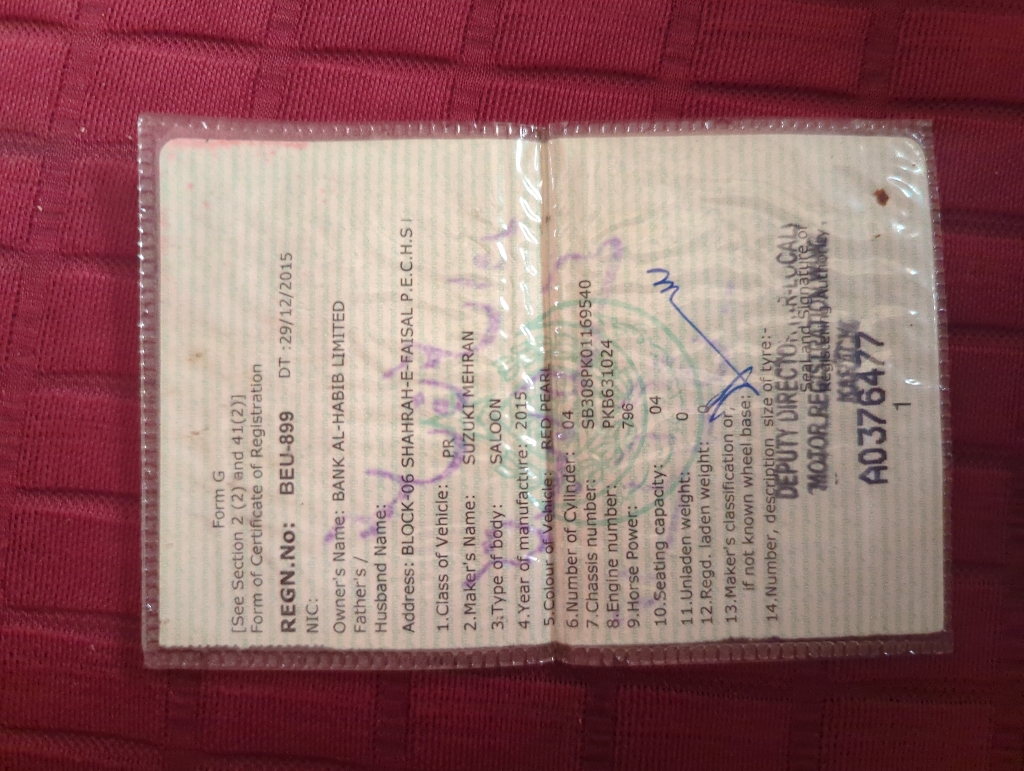 Form G
[See Section 2 (2) and 41(2)]
Form of Certificate of Registration
REGN.No: BEU-899 DT :29/12/2015
NIC:
Owner's Name: BANK AL-HABIB LIMITED
Father's /
Husband Name:
Address: BLOCK-06 SHAHRAH-E-FAISAL P.E.C.H.S
1.Class of Vehicle: PR
2.Maker's Name: SUZUKI MEHRAN
3.Type of body: SALOON
4.Year of manufacture: 2015
5.Colour of Vehicle: RED PEARL
6.Number of Cylinder: 04
7.Chassis number: SB308PK01169540
8.Engine number: PKB631024
9.Horse Power: 796
10.Seating capacity: 04
11.Unladen weight: 0
12.Regd. laden weight: 0
13.Maker's classification or,
if not known wheel base;
14.Number, description size of tyre:-
DEPUTY DIRECTOR
Seal and Signature of
MOTOR
Registering Authority.
--
A0376477
1